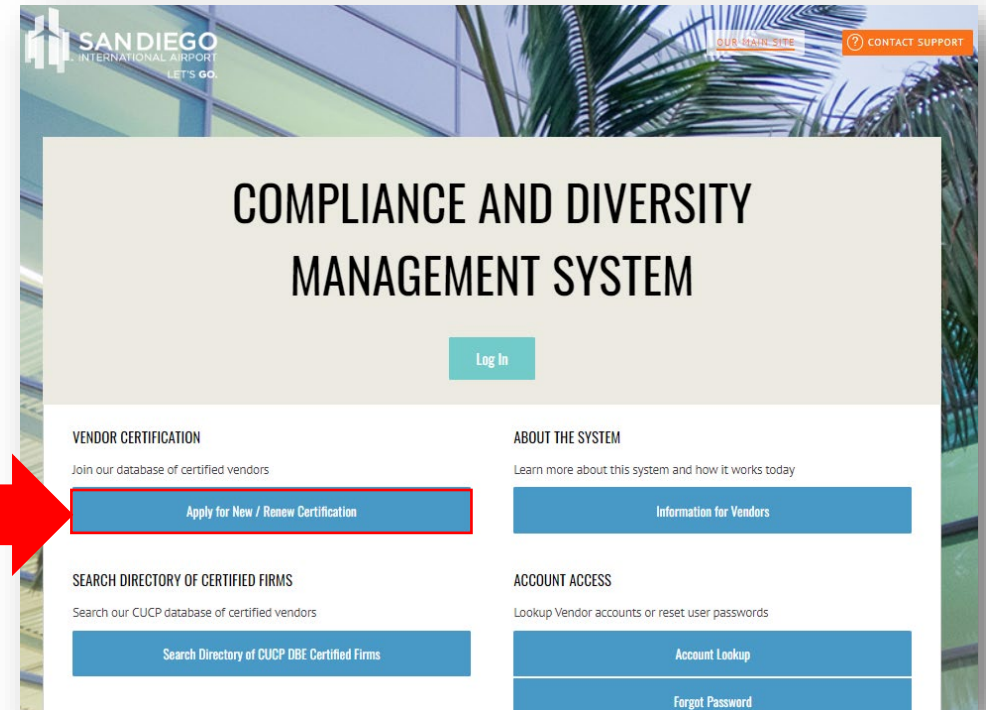 SAN DIEGO
INTERNATIONAL AIRPORT
LET'S GO.
OUR MAIN SITE
? CONTACT SUPPORT
COMPLIANCE AND DIVERSITY
MANAGEMENT SYSTEM
Log In
VENDOR CERTIFICATION
Join our database of certified vendors
Apply for New / Renew Certification
ABOUT THE SYSTEM
Learn more about this system and how it works today
Information for Vendors
SEARCH DIRECTORY OF CERTIFIED FIRMS
Search our CUCP database of certified vendors
Search Directory of CUCP DBE Certified Firms
ACCOUNT ACCESS
Lookup Vendor accounts or reset user passwords
Account Lookup
Forgot Password